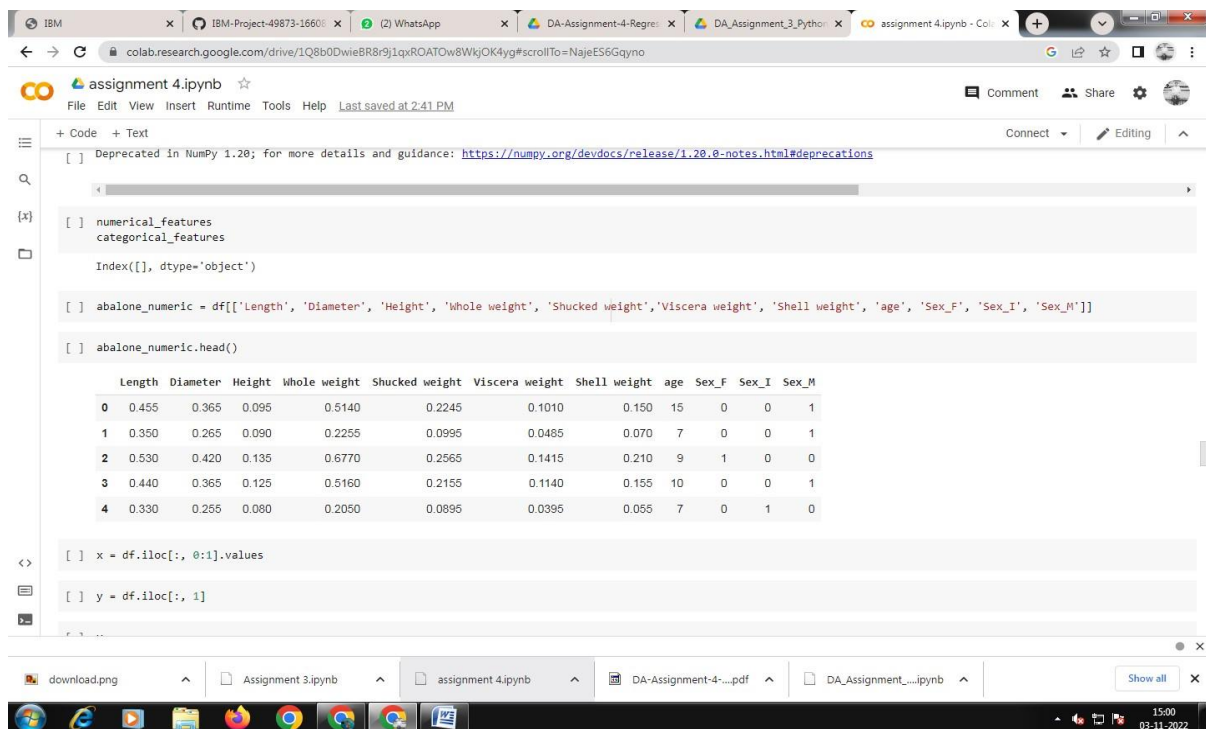 IBM
IBM-Project-49873-16608
(2) WhatsApp
DA-Assignment-4-Regres
DA_Assignment_3_Python
assignment 4.ipynb - Cola
colab.research.google.com/drive/1Q8b0DwieBR8r9j1qxROATOw8WkjOK4yg#scrollTo=NajeES6Gqyno
assignment 4.ipynb
File Edit View Insert Runtime Tools Help Last saved at 2:41 PM
Comment Share
+ Code + Text
Connect Editing
[ ] Deprecated in NumPy 1.20; for more details and guidance: https://numpy.org/devdocs/release/1.20.0-notes.html#deprecations
{x}
[ ] numerical_features
categorical_features
Index([], dtype='object')
[ ] abalone_numeric = df[['Length', 'Diameter', 'Height', 'Whole weight', 'Shucked weight','Viscera weight', 'Shell weight', 'age', 'Sex_F', 'Sex_I', 'Sex_M']]
[ ] abalone_numeric.head()
Length Diameter Height Whole weight Shucked weight Viscera weight Shell weight age Sex_F Sex_I Sex_M
0 0.455 0.365 0.095 0.5140 0.2245 0.1010 0.150 15 0 0 1
1 0.350 0.265 0.090 0.2255 0.0995 0.0485 0.070 7 0 0 1
2 0.530 0.420 0.135 0.6770 0.2565 0.1415 0.210 9 1 0 0
3 0.440 0.365 0.125 0.5160 0.2155 0.1140 0.155 10 0 0 1
4 0.330 0.255 0.080 0.2050 0.0895 0.0395 0.055 7 0 1 0
[ ] x = df.iloc[:, 0:1].values
[ ] y = df.iloc[:, 1]
download.png
Assignment 3.ipynb
assignment 4.ipynb
DA-Assignment-4-....pdf
DA_Assignment_....ipynb
Show all
15:00
03-11-2022